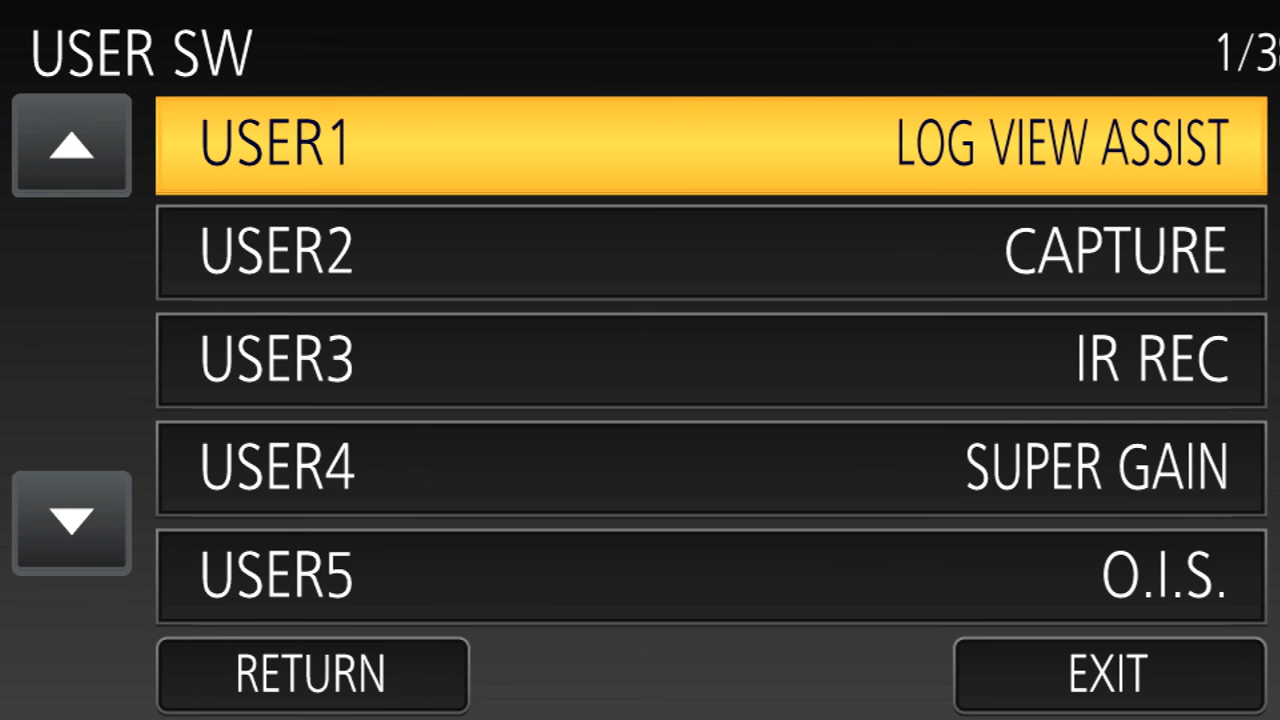 USER SW
USER1 LOG VIEW ASSIST
USER2 CAPTURE
USER3 IR REC
USER4 SUPER GAIN
USER5 O.I.S.
RETURN EXIT